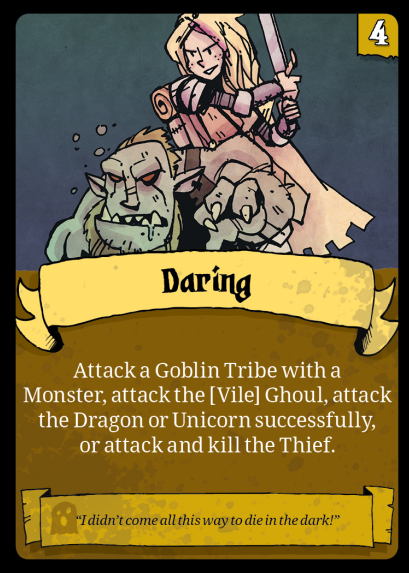 4
Daring
Attack a Goblin Tribe with a
Monster, attack the [Vile] Ghoul, attack
the Dragon or Unicorn successfully,
or attack and kill the Thief.
“I didn’t come all this way to die in the dark!”